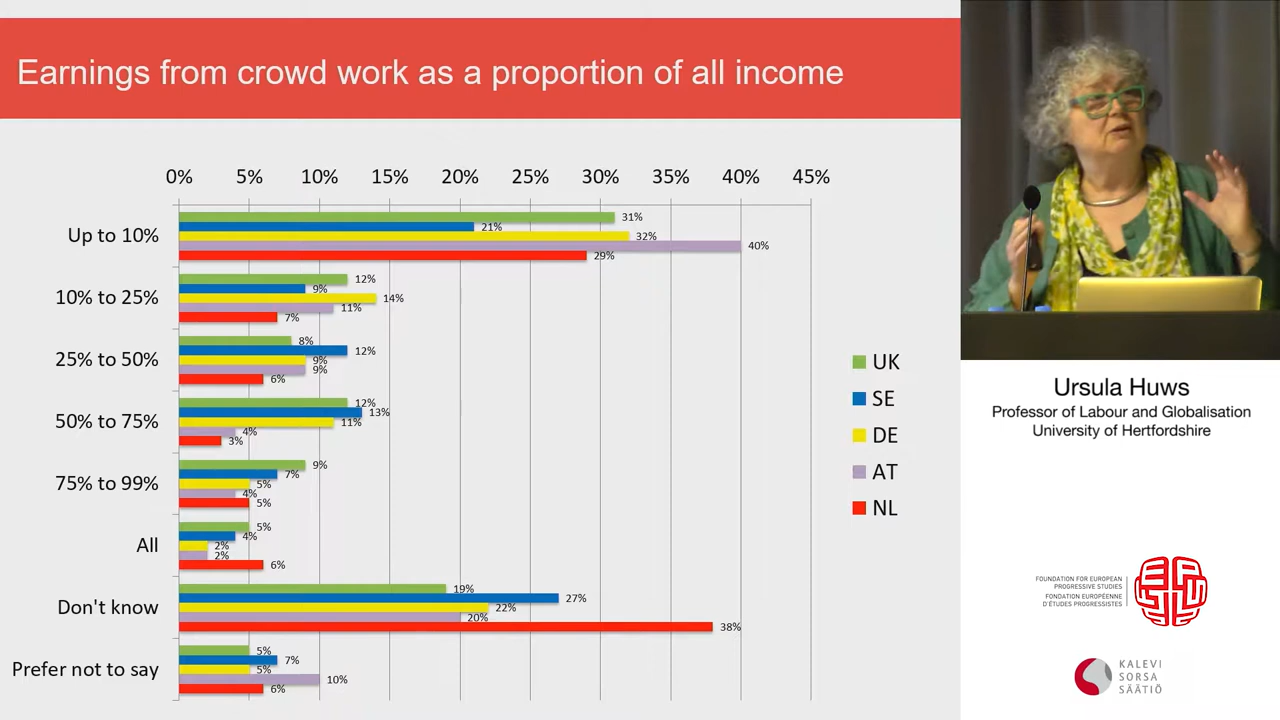 Earnings from crowd work as a proportion of all income
0% 5% 10% 15% 20% 25% 30% 35% 40% 45%
Up to 10%
31%
21%
32%
40%
29%
10% to 25%
12%
9%
14%
11%
7%
25% to 50%
8%
12%
9%
9%
6%
50% to 75%
12%
13%
11%
4%
3%
75% to 99%
9%
7%
5%
4%
5%
All
5%
4%
2%
2%
6%
Don't know
19%
27%
22%
20%
38%
Prefer not to say
5%
7%
5%
10%
6%
UK
SE
DE
AT
NL
Ursula Huws
Professor of Labour and Globalisation
University of Hertfordshire
FOUNDATION FOR EUROPEAN
PROGRESSIVE STUDIES
FONDATION EUROPÉENNE
D'ÉTUDES PROGRESSISTES
KALEVI
SORSA
SÄÄTIÖ